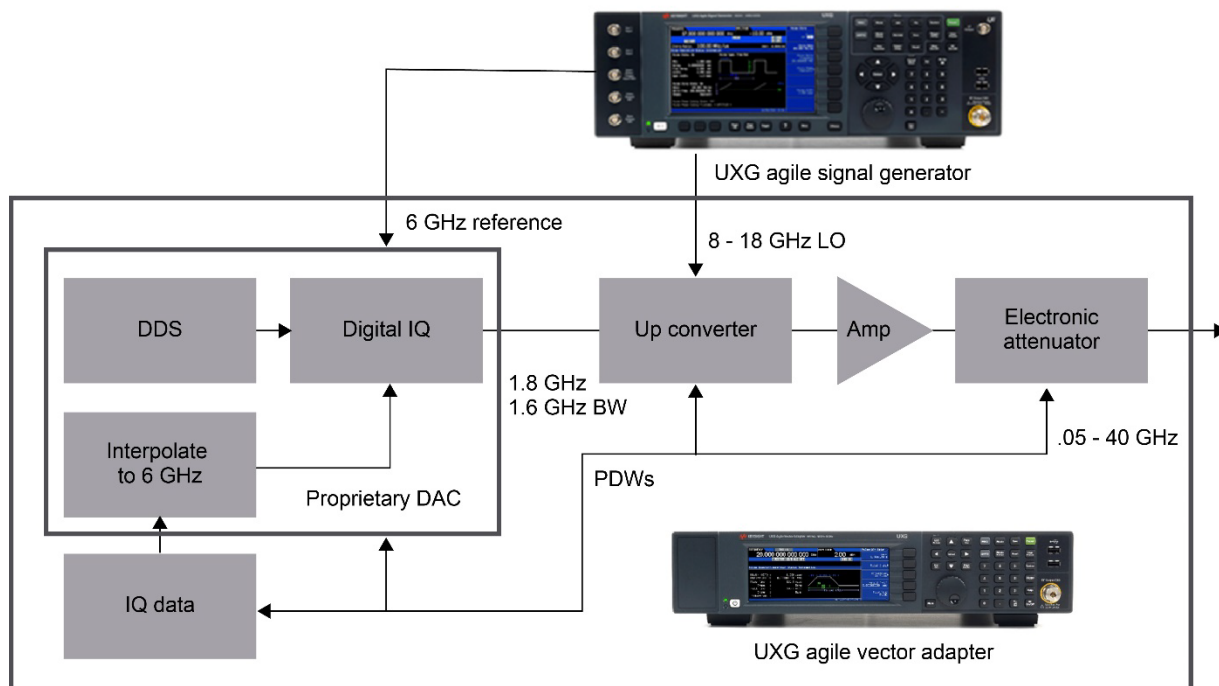 UXG
UXG agile signal generator
6 GHz reference
8 - 18 GHz LO
DDS
Digital IQ
Up converter
Amp
Electronic
attenuator
1.8 GHz
1.6 GHz BW
.05 - 40 GHz
Interpolate
to 6 GHz
Proprietary DAC
PDWs
IQ data
UXG
UXG agile vector adapter